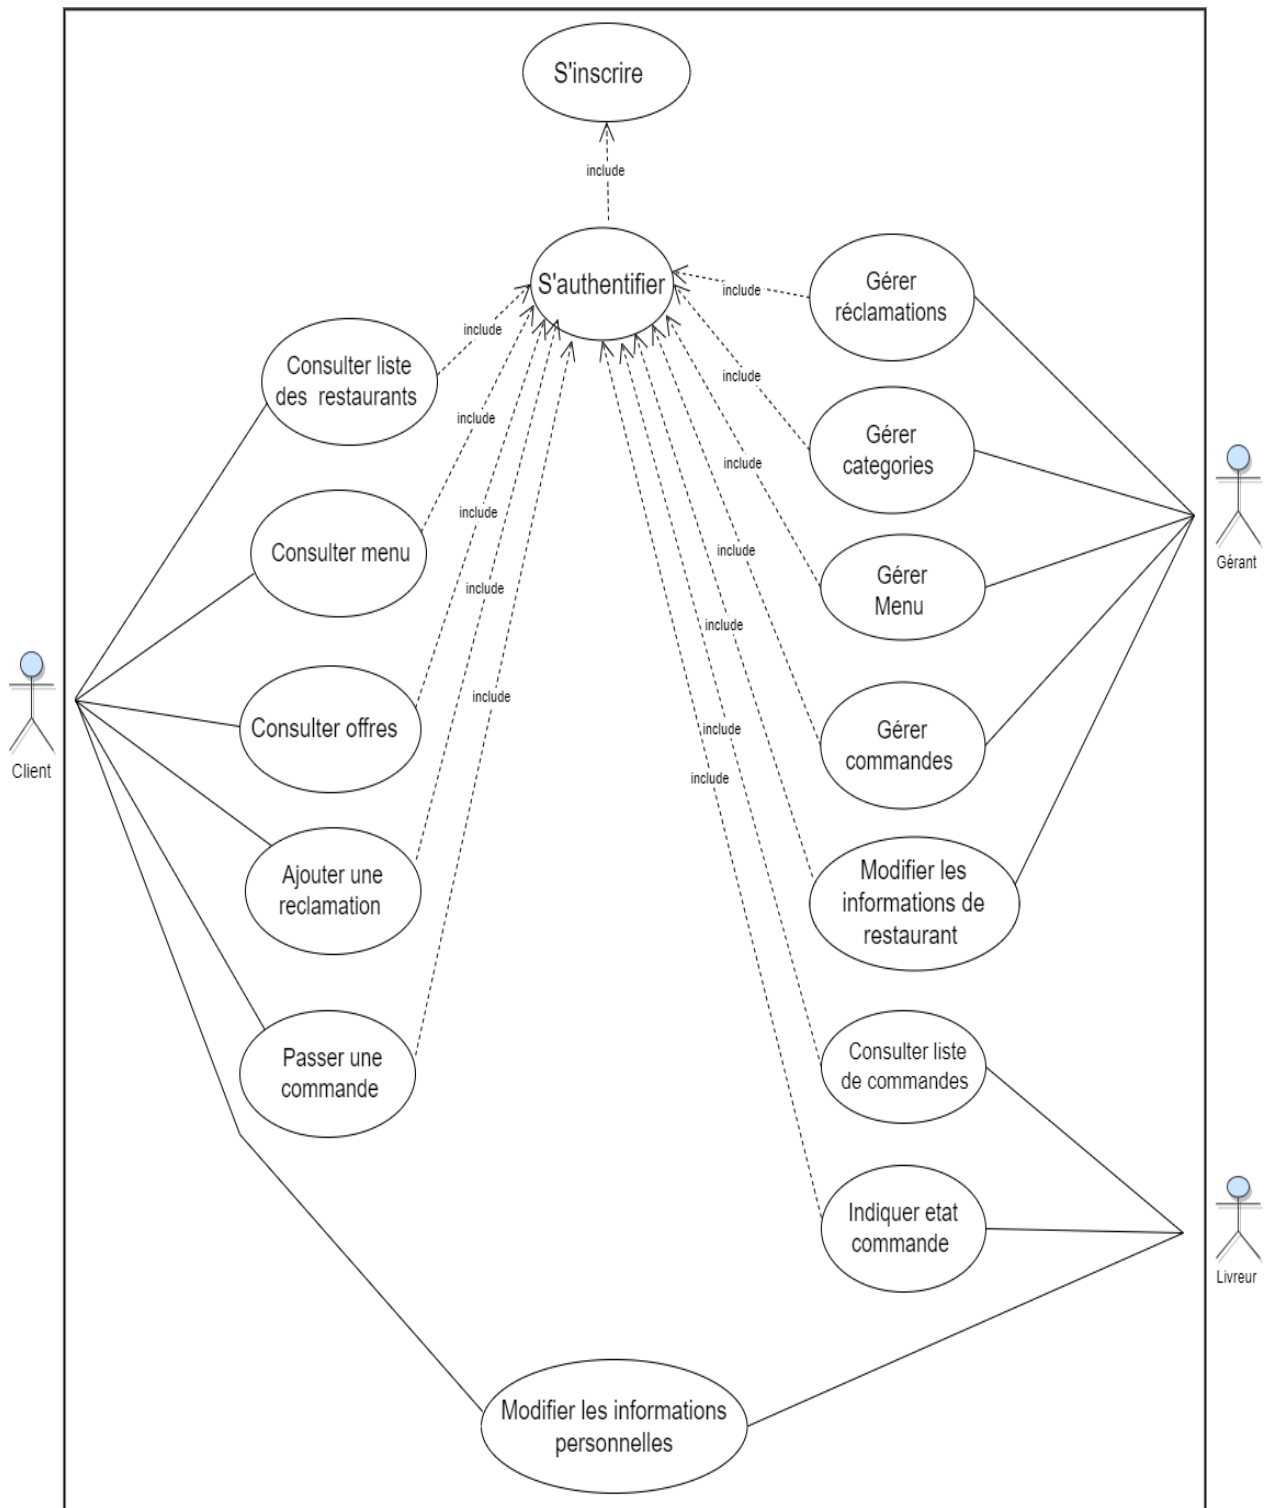 S'inscrire
include
S'authentifier
include
Gérer
réclamations
include
Consulter liste
des restaurants
include
Gérer
categories
include
include
Gérer
Menu
Gérant
Consulter menu
include
include
include
include
Client
Consulter offres
include
include
include
Gérer
commandes
Ajouter une
reclamation
Modifier les
informations de
restaurant
Passer une
commande
Consulter liste
de commandes
Indiquer etat
commande
Livreur
Modifier les informations
personnelles